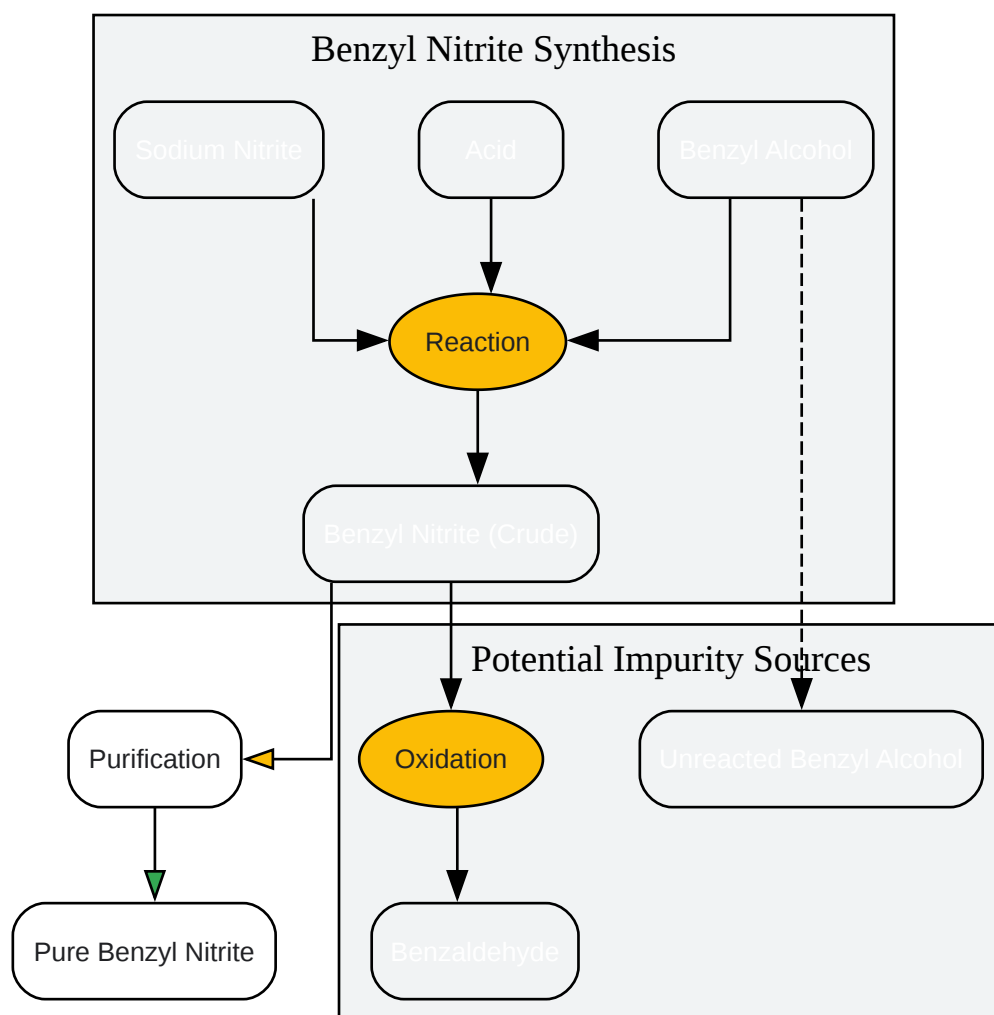 Benzyl Nitrite Synthesis
Sodium Nitrite
Acid
Benzyl Alcohol
Reaction
Benzyl Nitrite (Crude)
Potential Impurity Sources
Purification
Oxidation
Unreacted Benzyl Alcohol
Pure Benzyl Nitrite
Benzaldehyde